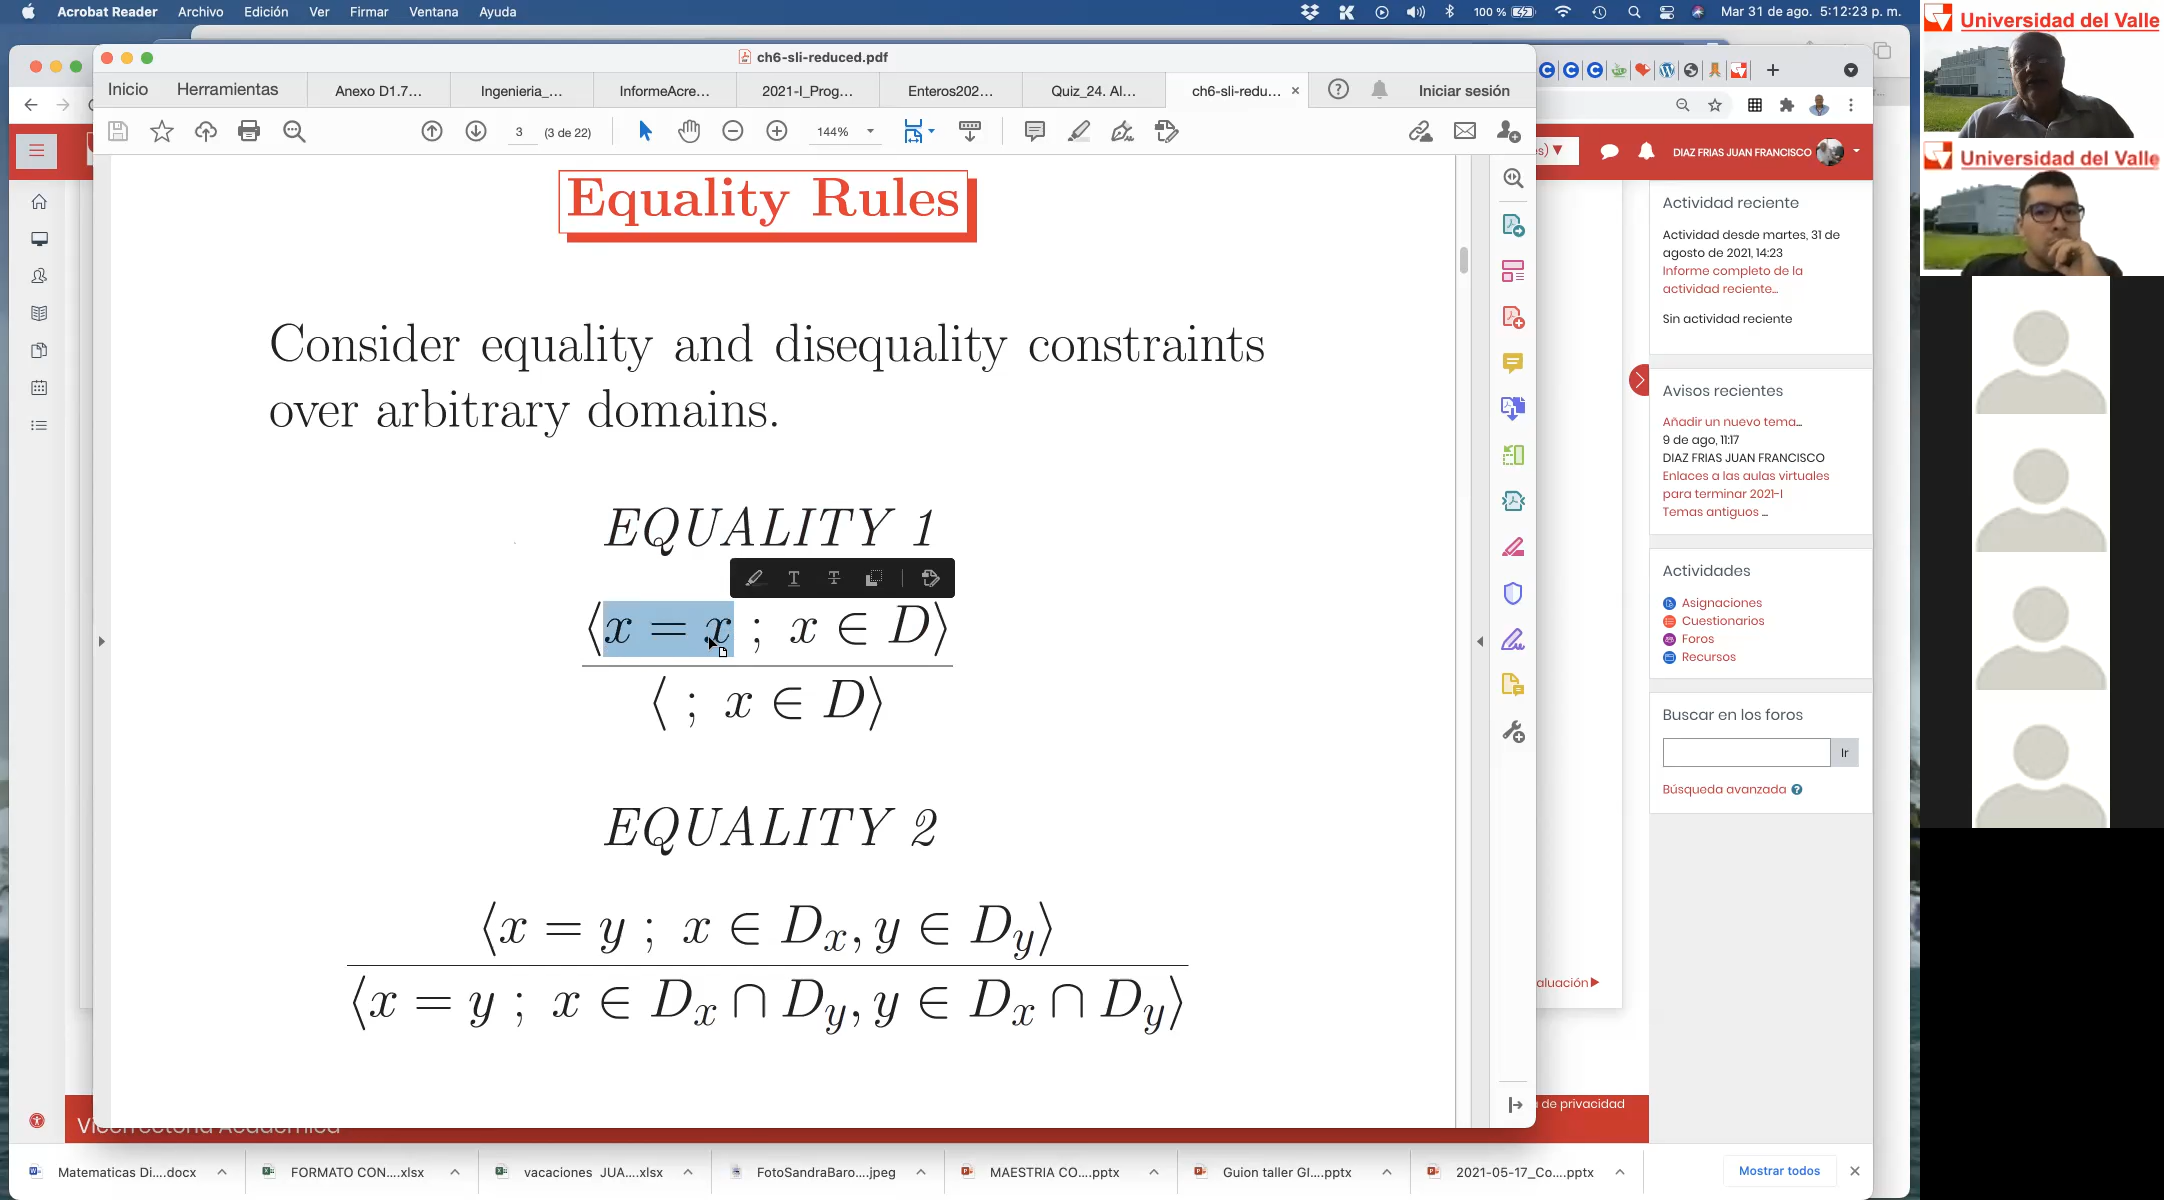 Acrobat Reader Archivo Edición Ver Firmar Ventana Ayuda
100 % Mar 31 de ago. 5:12:23 p. m.
ch6-sli-reduced.pdf
Inicio Herramientas Anexo D1.7... Ingenieria_... InformeAcre... 2021-I_Prog... Enteros202... Quiz_24. Al... ch6-sli-redu... × Iniciar sesión
3 (3 de 22) 144%
Equality Rules
Consider equality and disequality constraints
over arbitrary domains.
EQUALITY 1
⟨x = x ; x ∈ D⟩
⟨ ; x ∈ D⟩
EQUALITY 2
⟨x = y ; x ∈ Dx, y ∈ Dy⟩
⟨x = y ; x ∈ Dx ∩ Dy, y ∈ Dx ∩ Dy⟩
DIAZ FRIAS JUAN FRANCISCO
Actividad reciente
Actividad desde martes, 31 de
agosto de 2021, 14:23
Informe completo de la
actividad reciente...
Sin actividad reciente
Avisos recientes
Añadir un nuevo tema...
9 de ago, 11:17
DIAZ FRIAS JUAN FRANCISCO
Enlaces a las aulas virtuales
para terminar 2021-I
Temas antiguos ...
Actividades
Asignaciones
Cuestionarios
Foros
Recursos
Buscar en los foros
Ir
Búsqueda avanzada
aluación
de privacidad
Vicerrectoría Académica
Matematicas Di....docx FORMATO CON....xlsx vacaciones JUA....xlsx FotoSandraBaro....jpeg MAESTRIA CO....pptx Guion taller GI....pptx 2021-05-17_Co....pptx Mostrar todos
Universidad del Valle
Universidad del Valle